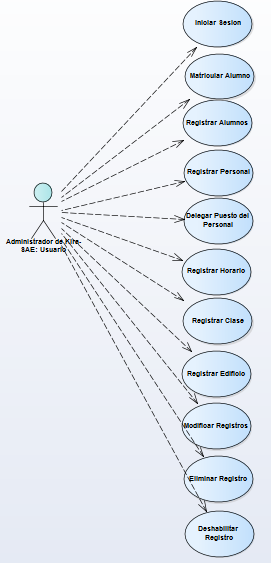 Iniciar Sesion
Matricular Alumno
Registrar Alumnos
Registrar Personal
Delegar Puesto del
Personal
Administrador de Kira-
SAE: Usuario
Registrar Horario
Registrar Clase
Registrar Edificio
Modificar Registros
Eliminar Registro
Deshabilitar
Registro